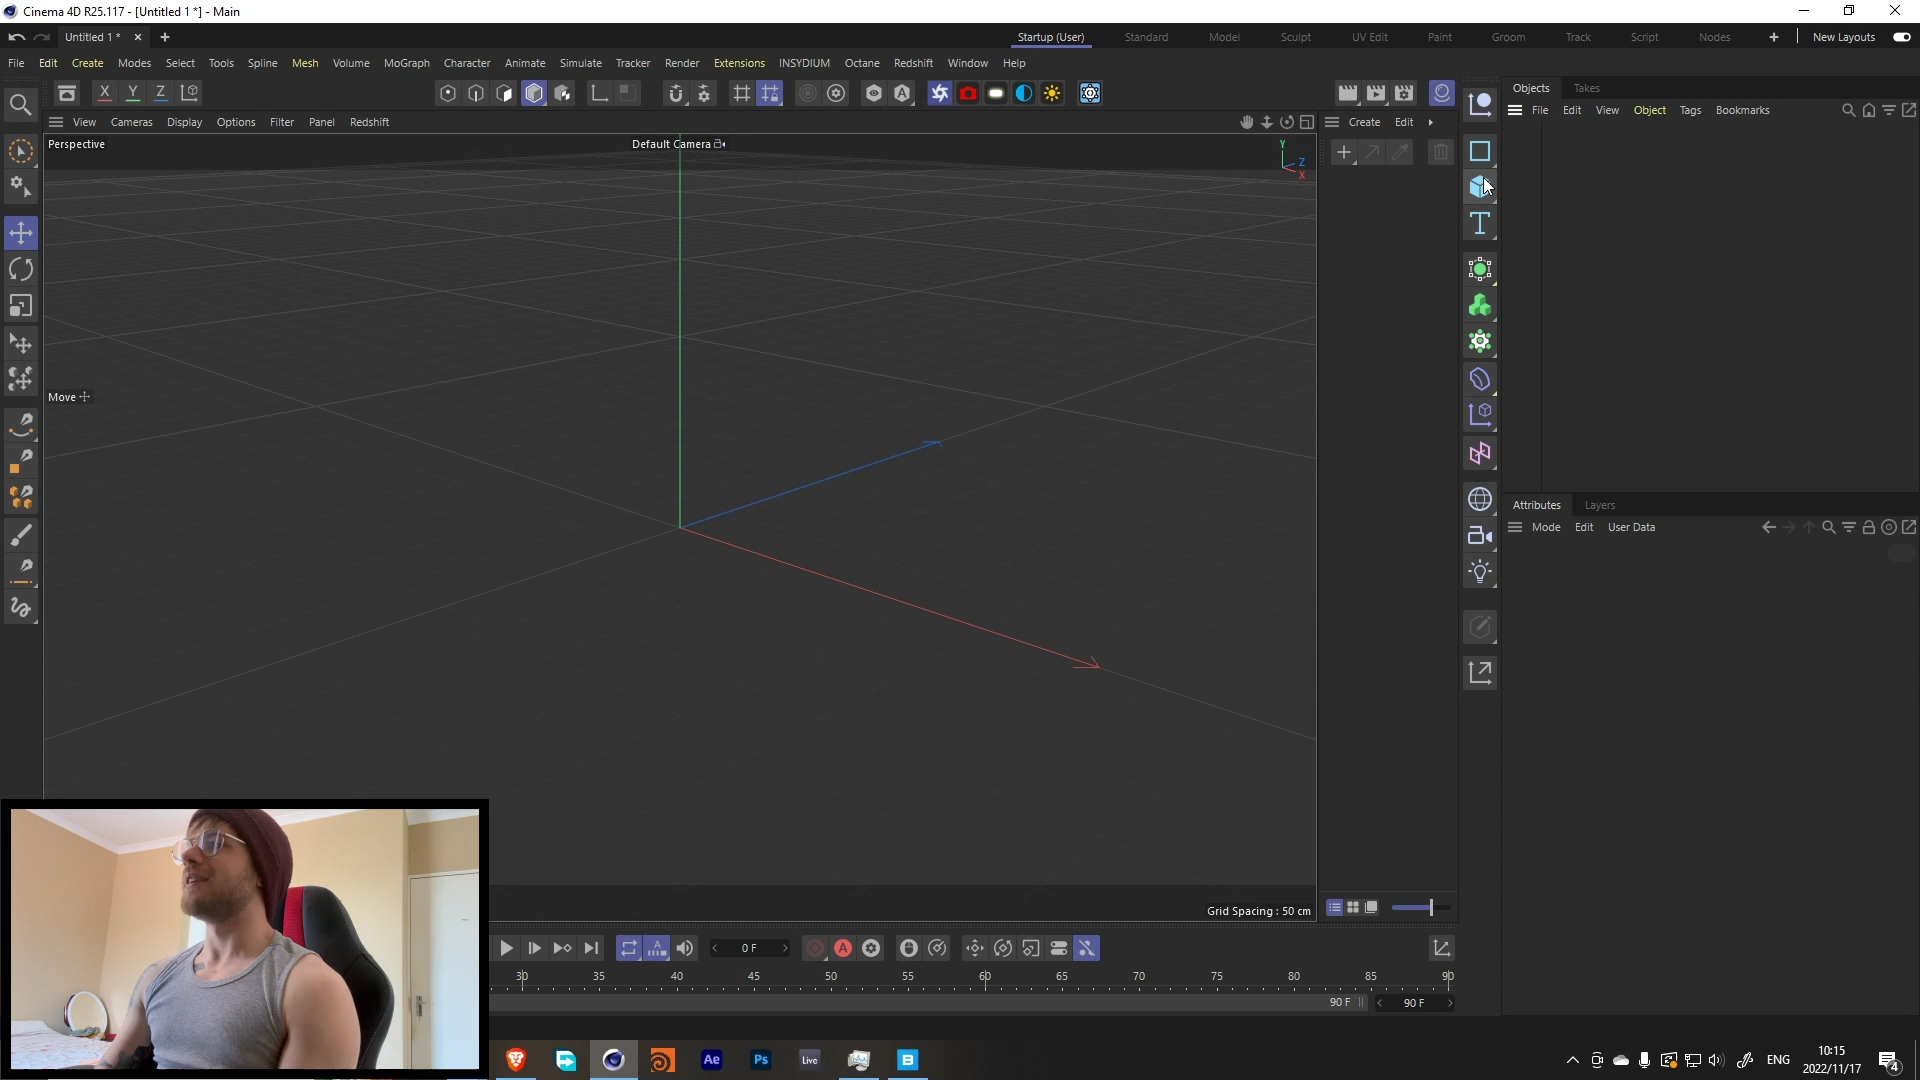 Cinema 4D R25.117 - [Untitled 1 *] - Main
Untitled 1 *
Startup (User) Standard Model Sculpt UV Edit Paint Groom Track Script Nodes New Layouts
File Edit Create Modes Select Tools Spline Mesh Volume MoGraph Character Animate Simulate Tracker Render Extensions INSYDIUM Octane Redshift Window Help
X Y Z
Objects Takes
File Edit View Object Tags Bookmarks
View Cameras Display Options Filter Panel Redshift
Create Edit
Perspective
Default Camera
Y
Z
X
Move
Attributes Layers
Mode Edit User Data
Grid Spacing : 50 cm
0 F
30 35 40 45 50 55 60 65 70 75 80 85 90
90 F 90 F
Ae Ps Live
ENG
10:15
2022/11/17
4